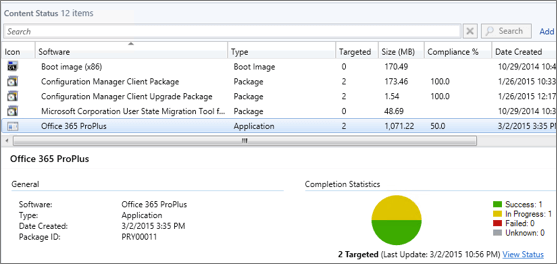 Content Status 12 items
Search Search Add
Icon Software Type Targeted Size (MB) Compliance % Date Created
Boot image (x86) Boot Image 0 170.49 10/29/2014 10:4
Configuration Manager Client Package Package 2 173.46 100.0 1/26/2015 10:33
Configuration Manager Client Upgrade Package Package 2 1.54 100.0 1/26/2015 12:17
Microsoft Corporation User State Migration Tool f... Package 0 48.69 10/29/2014 10:4
Office 365 ProPlus Application 2 1,071.22 50.0 3/2/2015 3:35 P
Office 365 ProPlus
General
Software: Office 365 ProPlus
Type: Application
Date Created: 3/2/2015 3:35 PM
Package ID: PRY00011
Completion Statistics
Success: 1
In Progress: 1
Failed: 0
Unknown: 0
2 Targeted (Last Update: 3/2/2015 10:56 PM) View Status